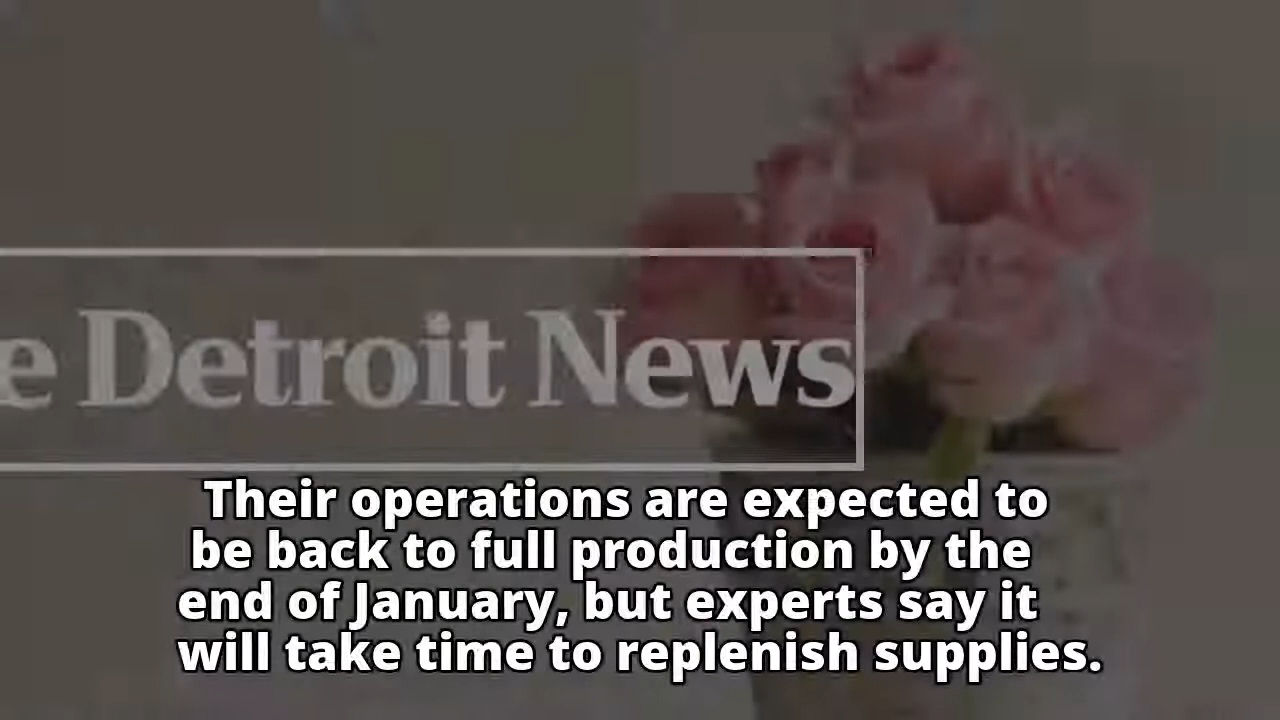 e Detroit News
Their operations are expected to
be back to full production by the
end of January, but experts say it
will take time to replenish supplies.